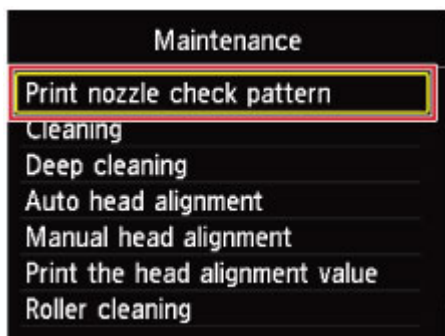 Maintenance
Print nozzle check pattern
Cleaning
Deep cleaning
Auto head alignment
Manual head alignment
Print the head alignment value
Roller cleaning